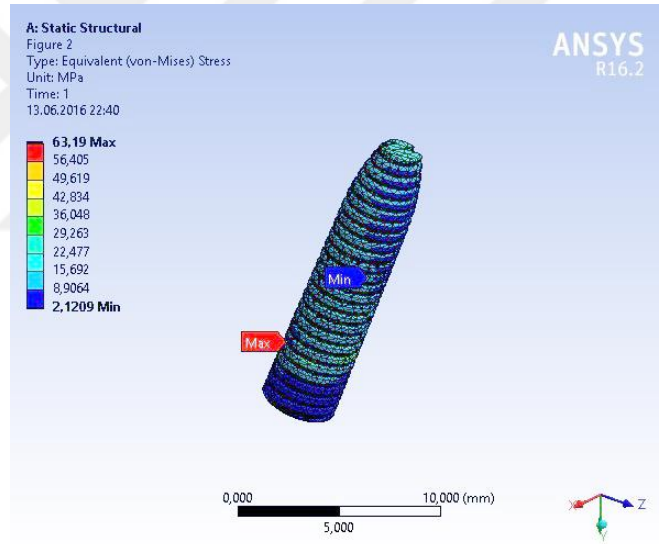 A: Static Structural
Figure 2
Type: Equivalent (von-Mises) Stress
Unit: MPa
Time: 1
13.06.2016 22:40
ANSYS
R16.2
63,19 Max
56,405
49,619
42,834
36,048
29,263
22,477
15,692
8,9064
2,1209 Min
Min
Max
0,000
10,000 (mm)
5,000
X
Y
Z